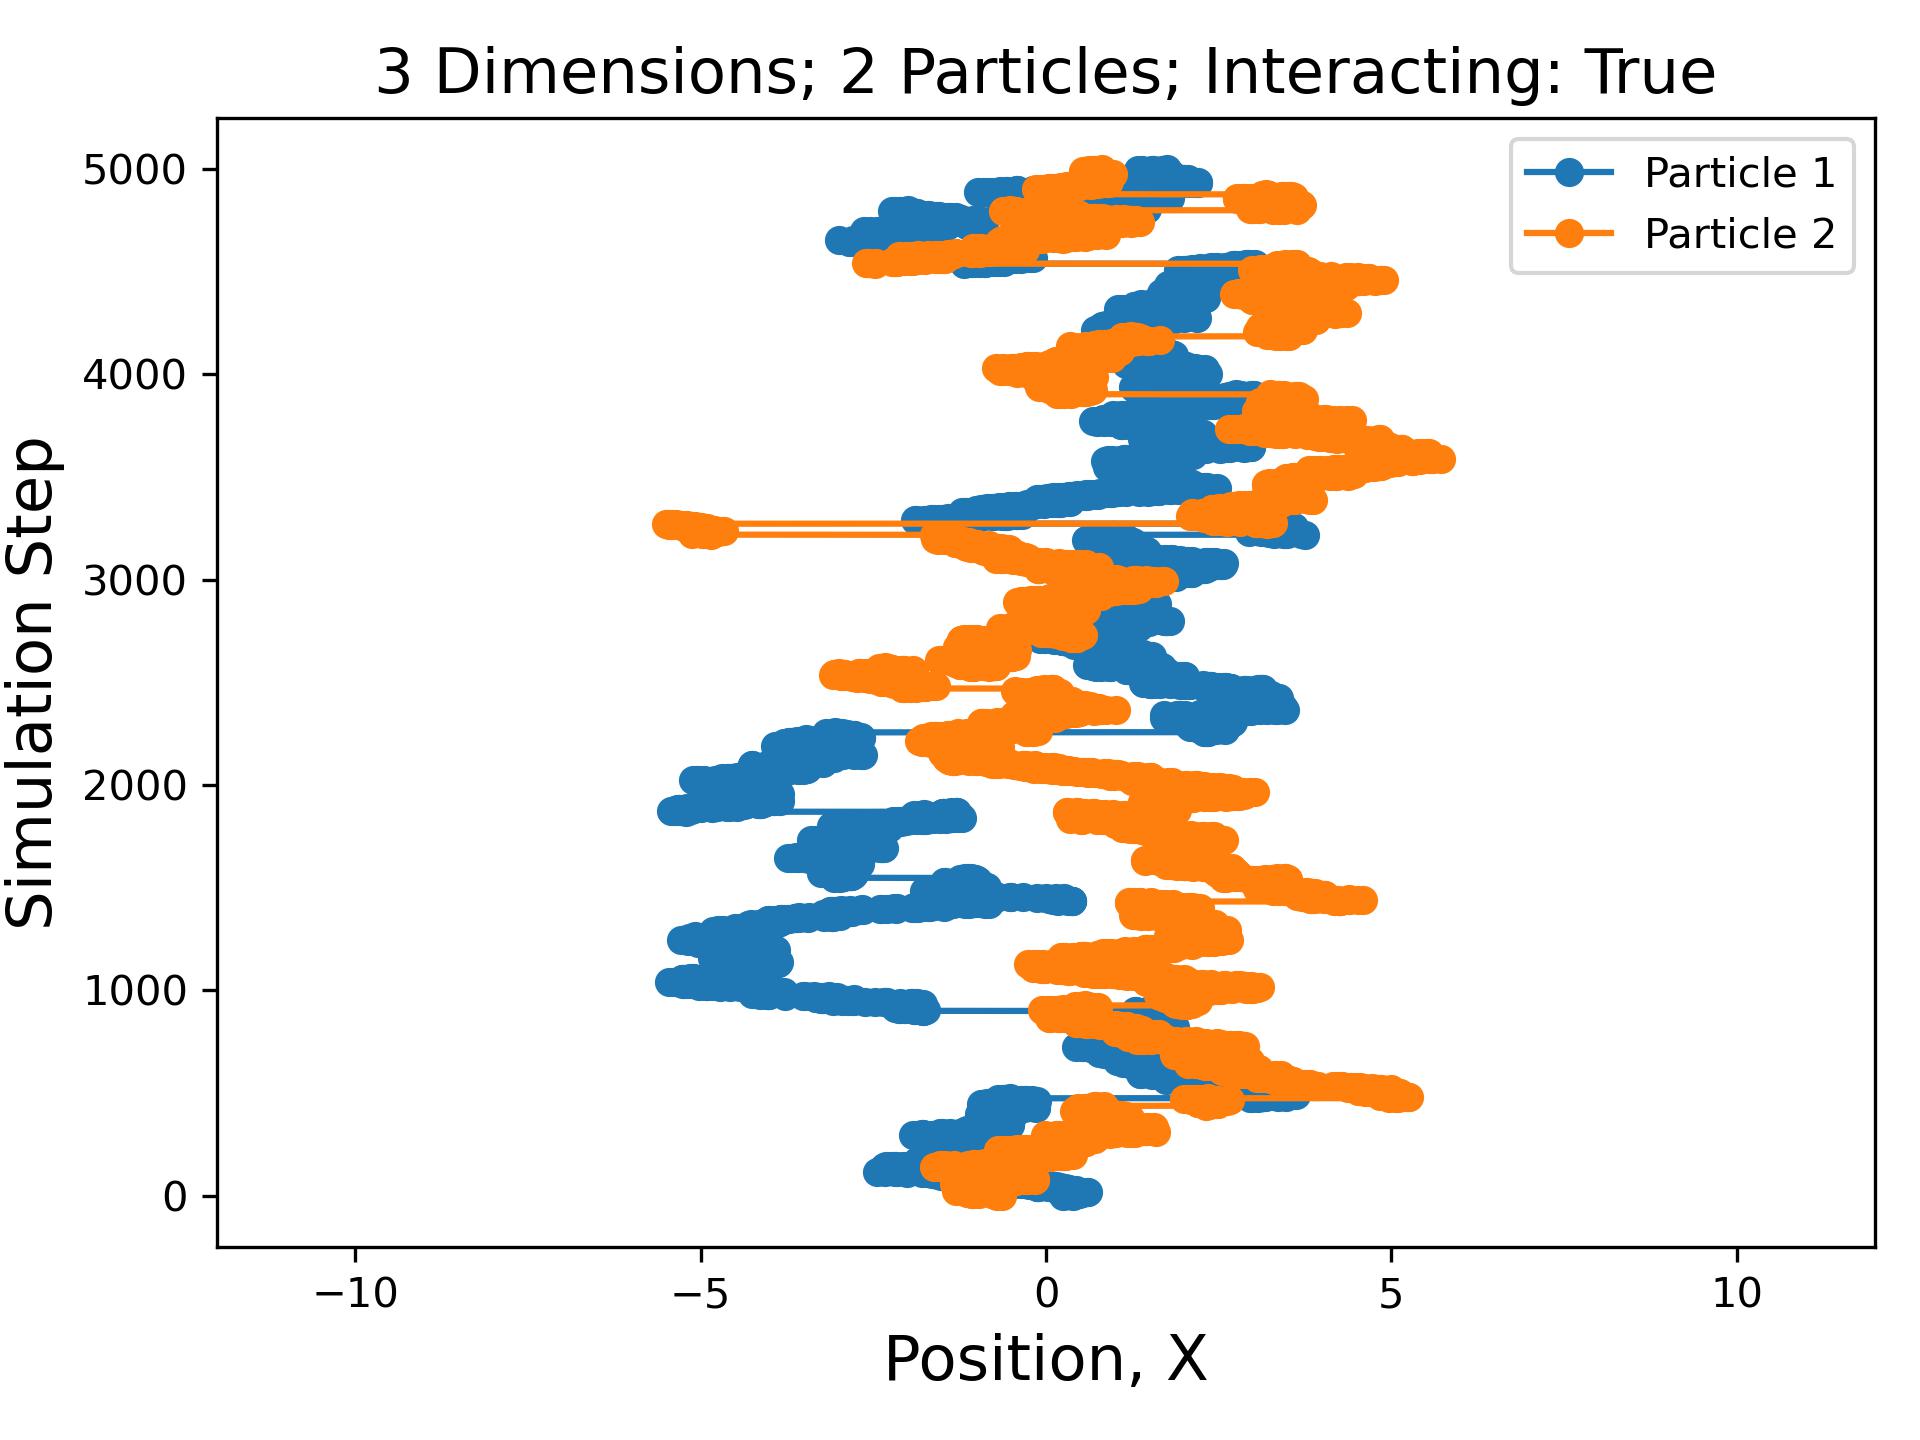 3 Dimensions; 2 Particles; Interacting: True
Particle 1
Particle 2
5000
4000
3000
2000
1000
0
Simulation Step
−10
−5
0
5
10
Position, X